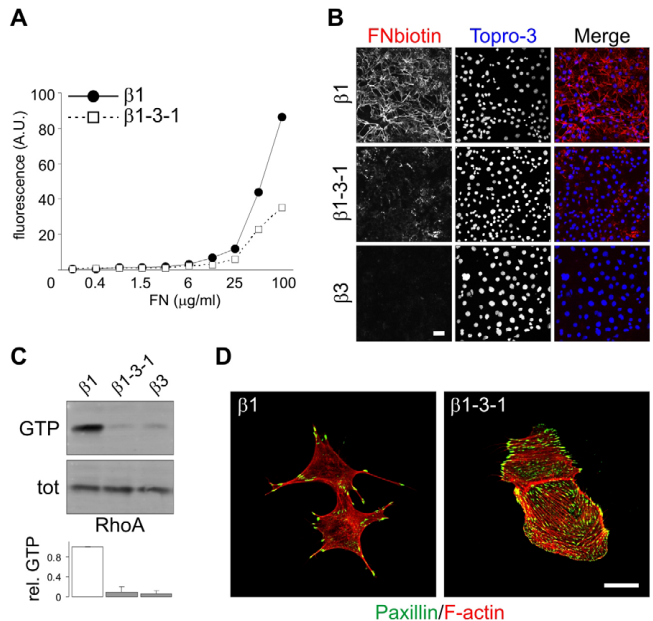 A
β1
β1-3-1
fluorescence (A.U.)
100
80
60
40
20
0
0.4
1.5
6
25
100
FN (μg/ml)
B
FNbiotin
Topro-3
Merge
β1
β1-3-1
β3
C
β1
β1-3-1
β3
GTP
tot
RhoA
rel. GTP
0.8
0.4
0
D
β1
β1-3-1
Paxillin/F-actin